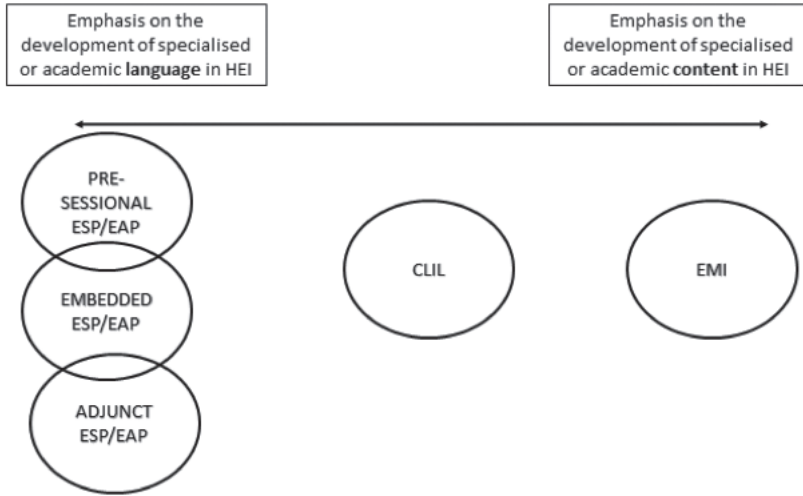 Emphasis on the
development of specialised
or academic language in HEI
Emphasis on the
development of specialised
or academic content in HEI
PRE-
SESSIONAL
ESP/EAP
EMBEDDED
ESP/EAP
ADJUNCT
ESP/EAP
CLIL
EMI